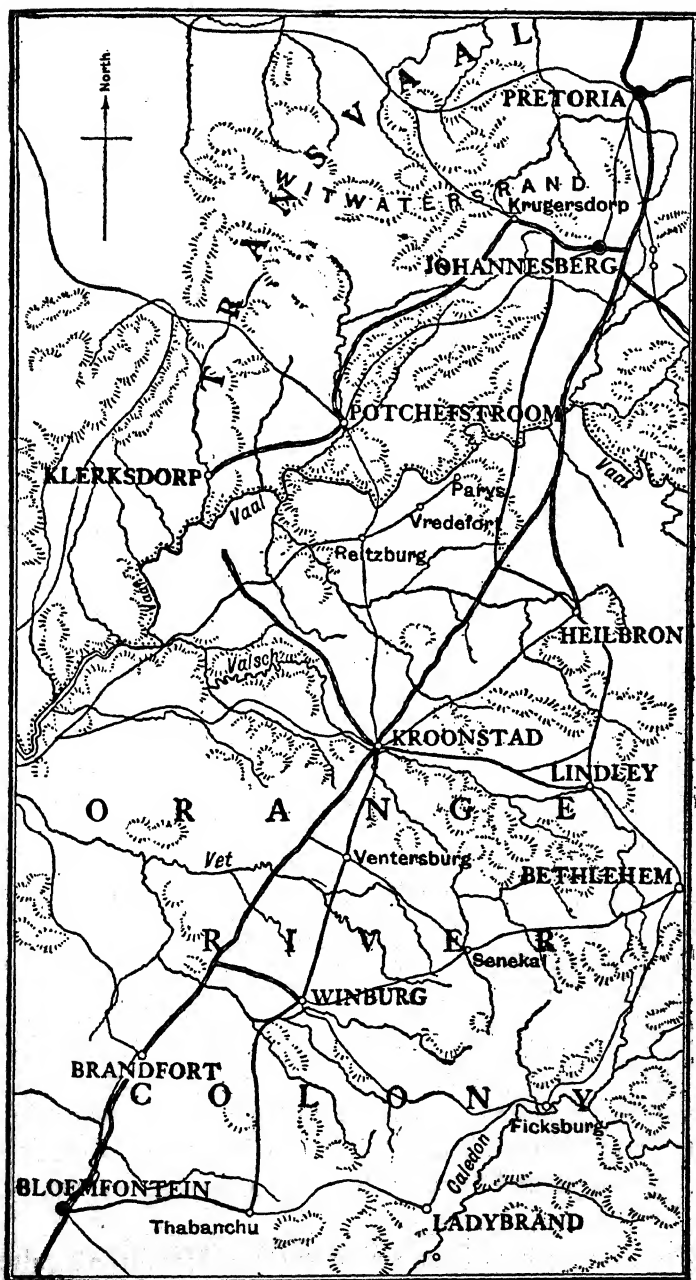 North
TRANSVAAL
PRETORIA
WITWATERSRAND
Krugersdorp
JOHANNESBERG
POTCHEFSTROOM
KLERKSDORP
Vaal
Parys
Vaal
Vredefort
Reitzburg
Vaal
HEILBRON
Valsch
KROONSTAD
LINDLEY
ORANGE
Vet
Ventersburg
BETHLEHEM
RIVER
Senekal
WINBURG
BRANDFORT
COLONY
Ficksburg
Caledon
BLOEMFONTEIN
Thabanchu
LADYBRAND